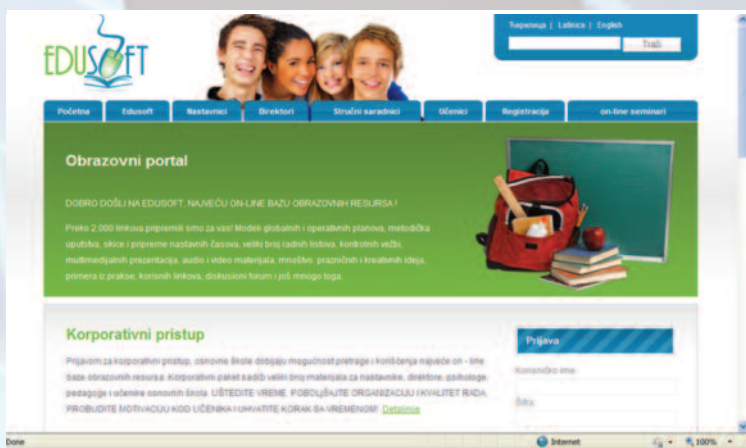 Ћирилица | Latinica | English
EDUSOFT
Traži
Početna Edusoft Nastavnici Direktori Stručni saradnici Učenici Registracija on-line seminari
Obrazovni portal
DOBRO DOŠLI NA EDUSOFT, NAJVEĆU ON-LINE BAZU OBRAZOVNIH RESURSA !
Preko 2.000 linkova pripremili smo za vas! Modeli globalnih i operativnih planova, metodička
uputstva, skice i pripreme nastavnih časova, veliki broj radnih listova, kontrolnih vežbi,
multimedijalnih prezentacija, audio i video materijala, mnoštvo prazničnih i kreativnih ideja,
primera iz prakse, korisnih linkova, diskusioni forum i još mnogo toga.
Korporativni pristup
Prijavom za korporativni pristup, osnovne škole dobijaju mogućnost pretrage i korišćenja najveće on - line
baze obrazovnih resursa. Korporativni paket sadrži veliki broj materijala za nastavnike, direktore, psihologe,
pedagoge i učenike osnovnih škola. UŠTEDITE VREME, POBOLJŠAJTE ORGANIZACIJU I KVALITET RADA,
PROBUDITE MOTIVACIJU KOD UČENIKA I UHVATITE KORAK SA VREMENOM! Detaljnije
Prijava
Korisničko ime:
Šifra:
Done Internet 100%